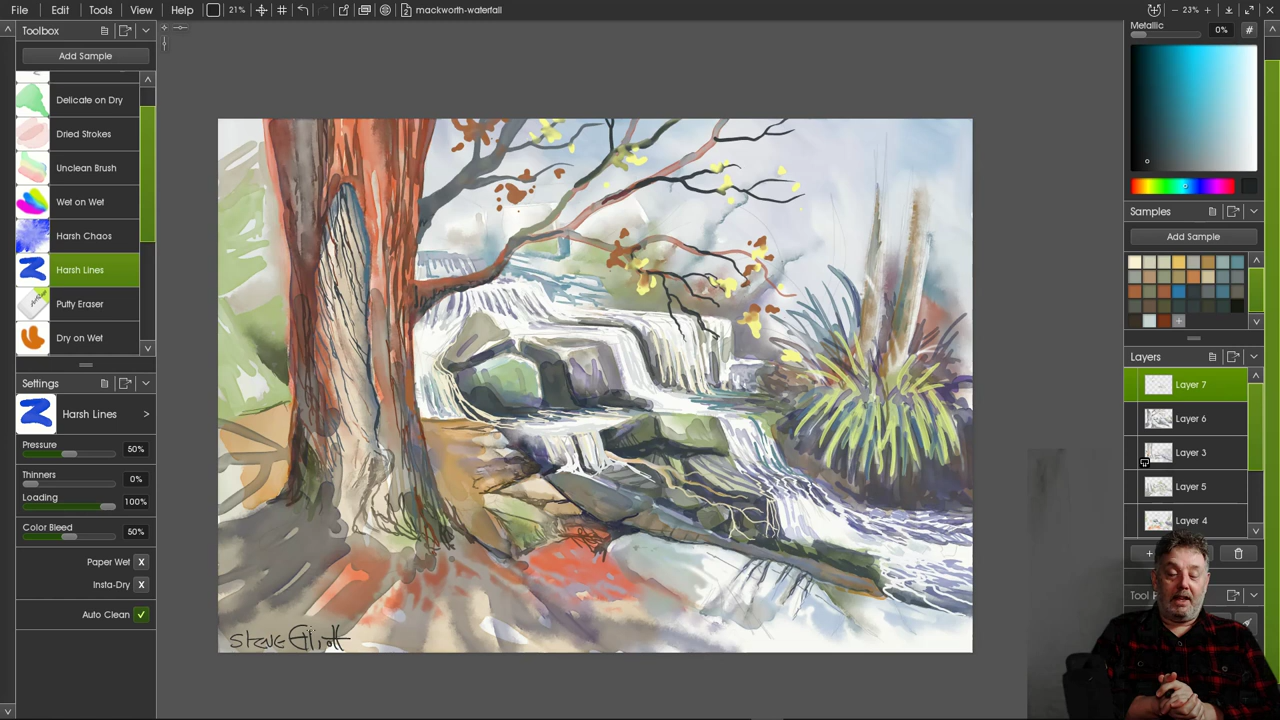 File Edit Tools View Help 21% 2 mackworth-waterfall 23%
Toolbox
Add Sample
Delicate on Dry
Dried Strokes
Unclean Brush
Wet on Wet
Harsh Chaos
Harsh Lines
Putty Eraser
Dry on Wet
Settings
Harsh Lines >
Pressure 50%
Thinners 0%
Loading 100%
Color Bleed 50%
Paper Wet X
Insta-Dry X
Auto Clean
Steve Elliott
Metallic 0% #
Samples
Add Sample
Layers
Layer 7
Layer 6
Layer 3
Layer 5
Layer 4